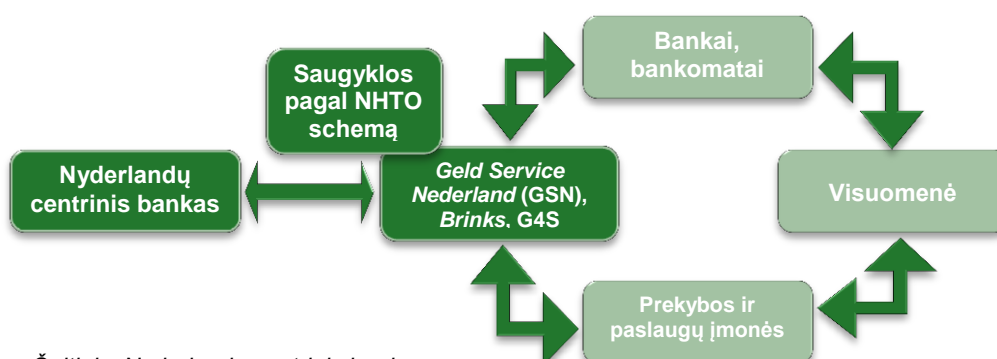 Bankai,
bankomatai
Saugyklos
pagal NHTO
schemą
Nyderlandų
centrinis bankas
Geld Service
Nederland (GSN),
Brinks, G4S
Visuomenė
Prekybos ir
paslaugų įmonės